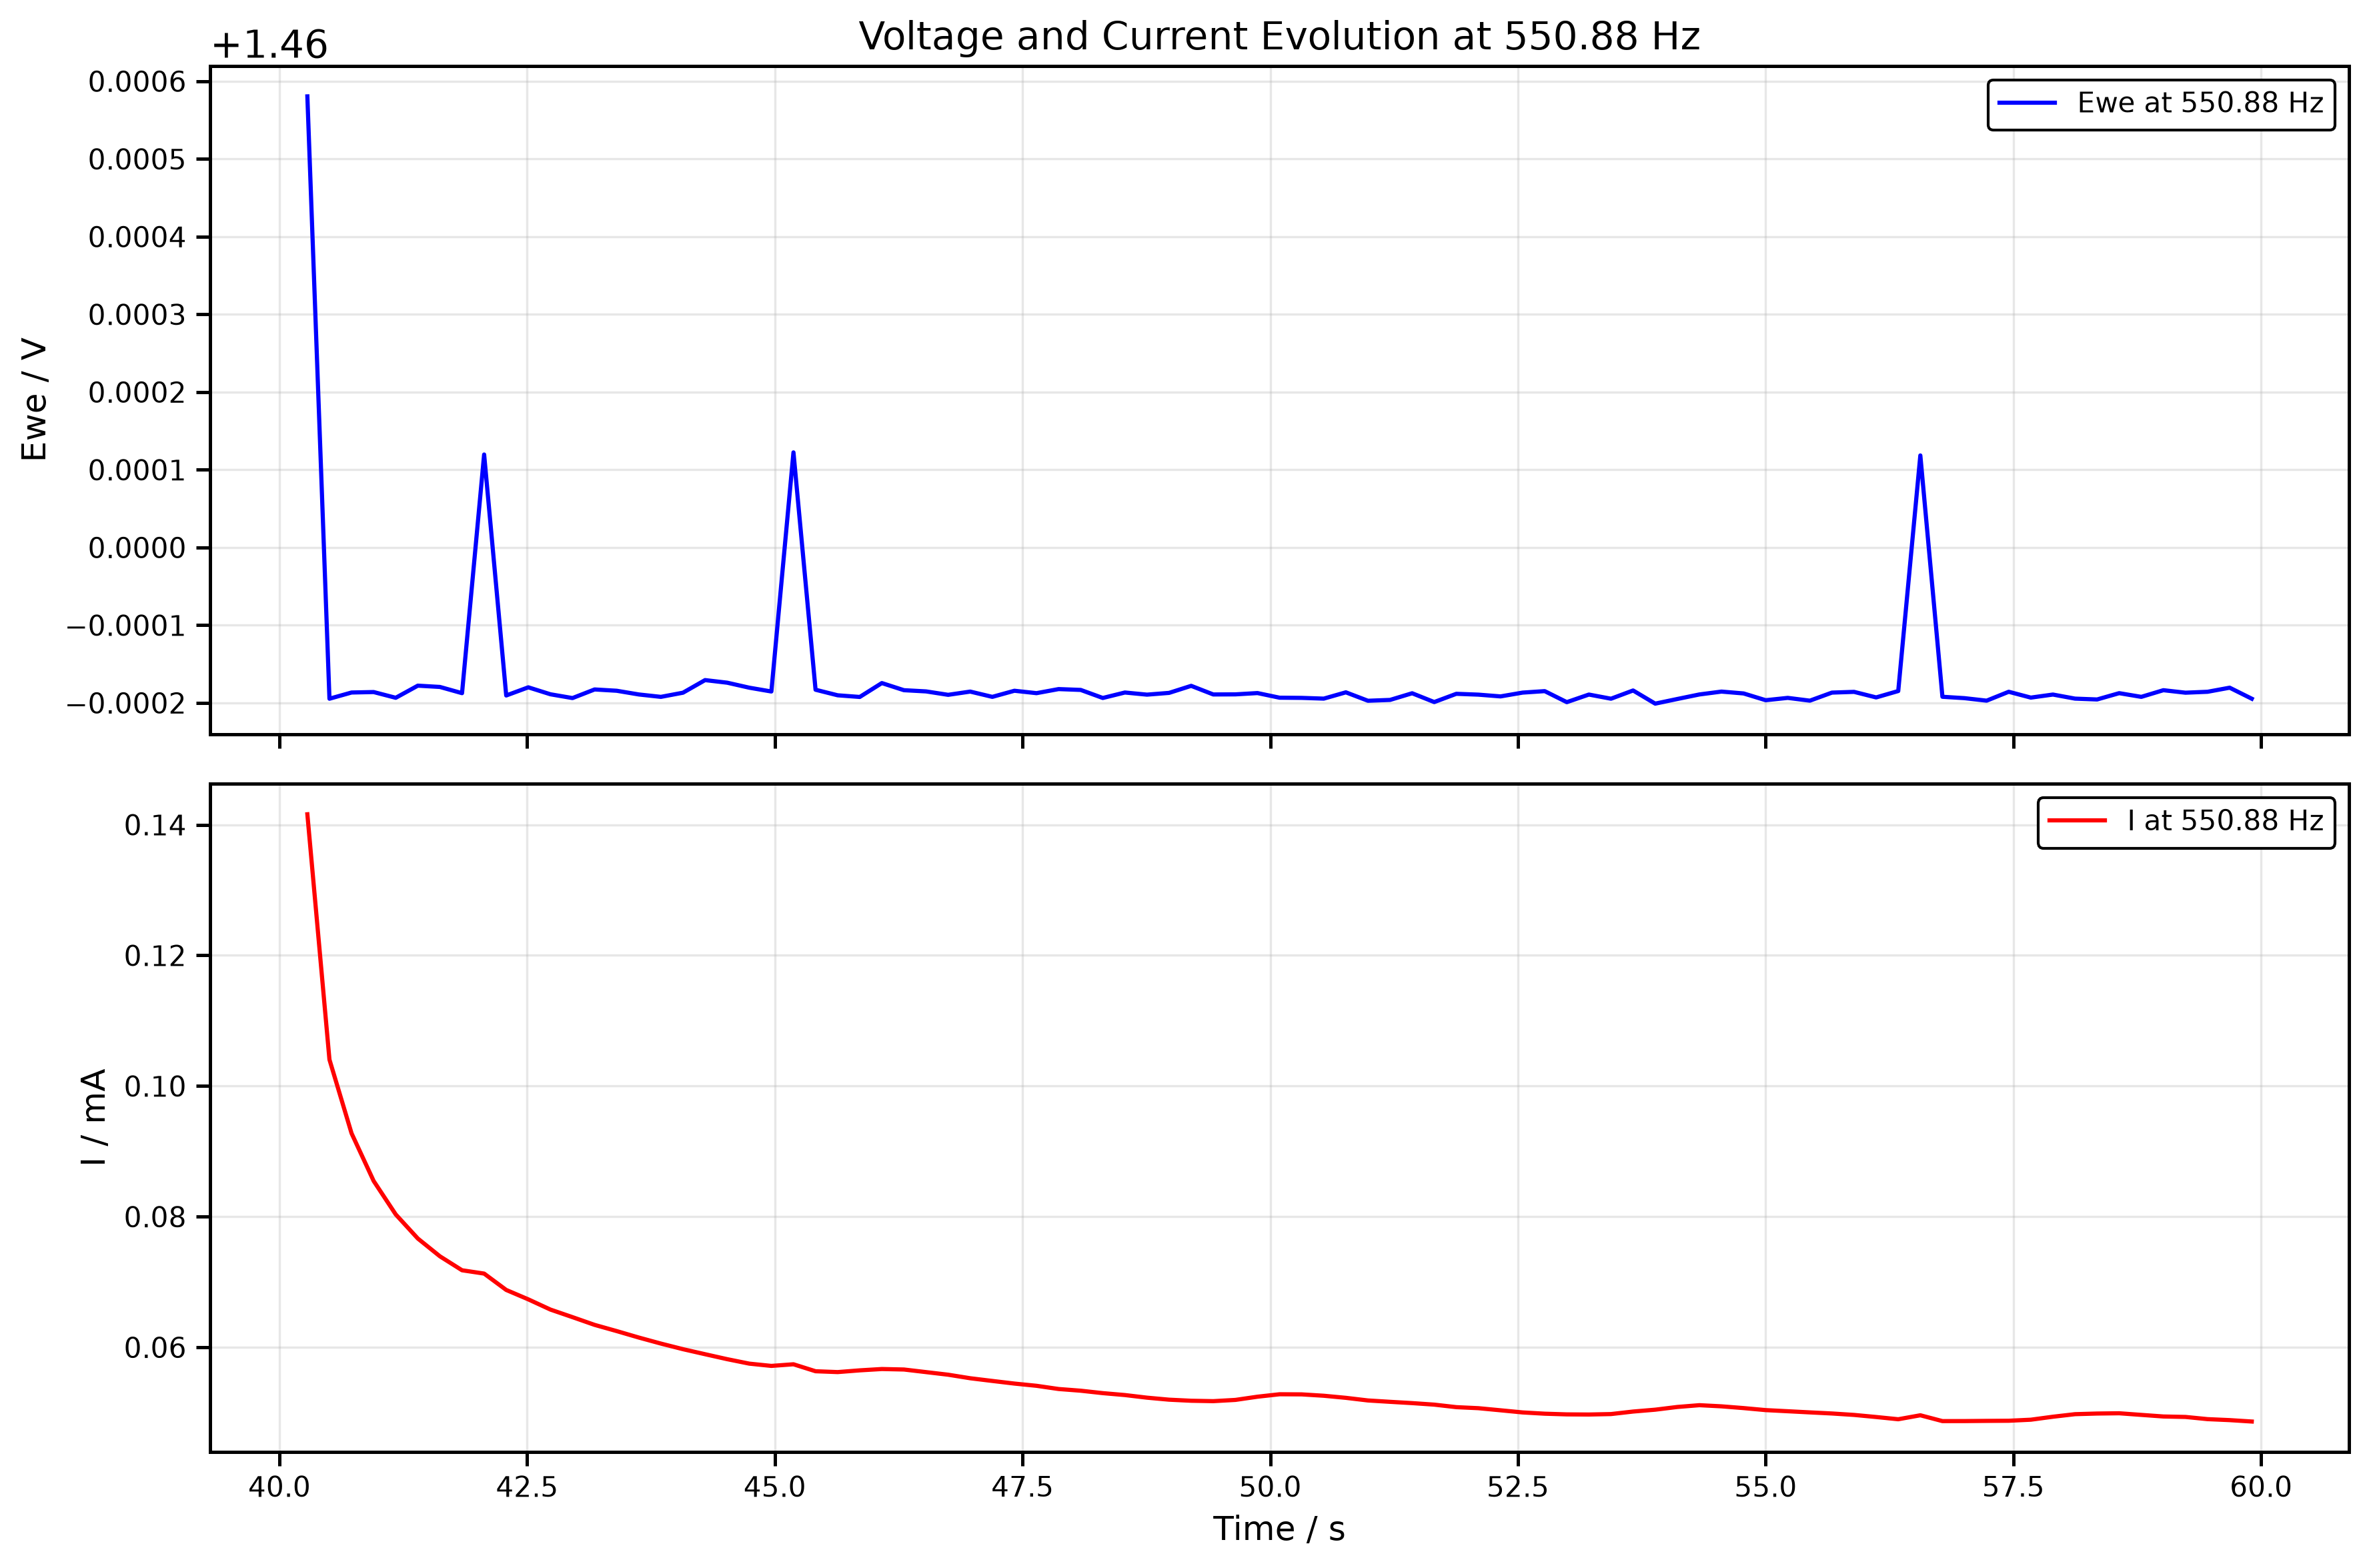 Voltage and Current Evolution at 550.88 Hz
+1.46
Ewe / V
0.0006
0.0005
0.0004
0.0003
0.0002
0.0001
0.0000
−0.0001
−0.0002
Ewe at 550.88 Hz
I / mA
0.14
0.12
0.10
0.08
0.06
I at 550.88 Hz
40.0 42.5 45.0 47.5 50.0 52.5 55.0 57.5 60.0
Time / s